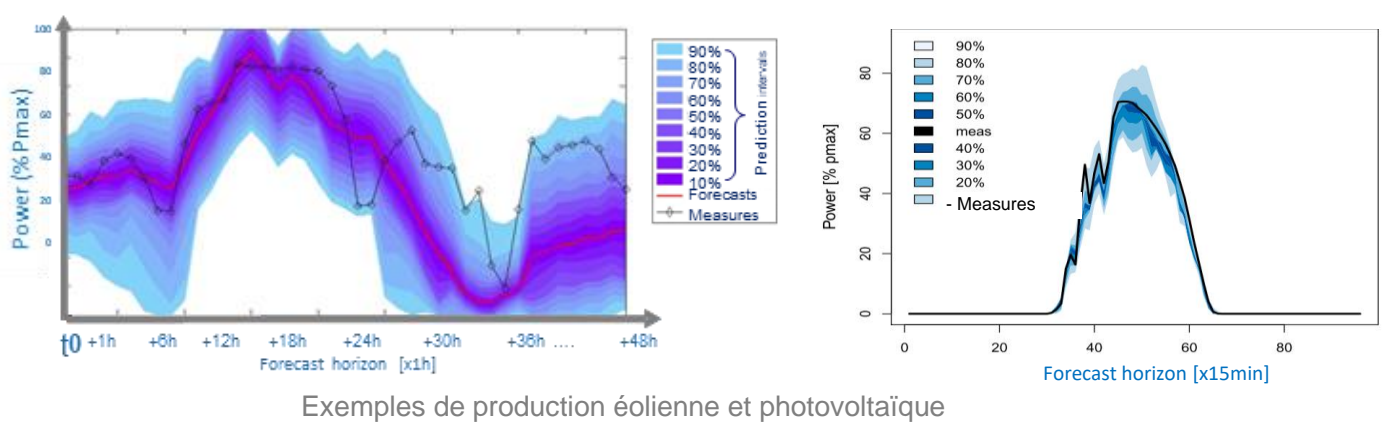 100
80
60
40
20
0
Power (% Pmax)
t0 +1h +6h +12h +18h +24h +30h +36h .... +48h
Forecast horizon [x1h]
90%
80%
70%
60%
50%
40%
30%
20%
10%
Prediction intervals
Forecasts
Measures
80
60
40
20
0
Power [% pmax]
90%
80%
70%
60%
50%
meas
40%
30%
20%
- Measures
0 20 40 60 80
Forecast horizon [x15min]
Exemples de production éolienne et photovoltaïque